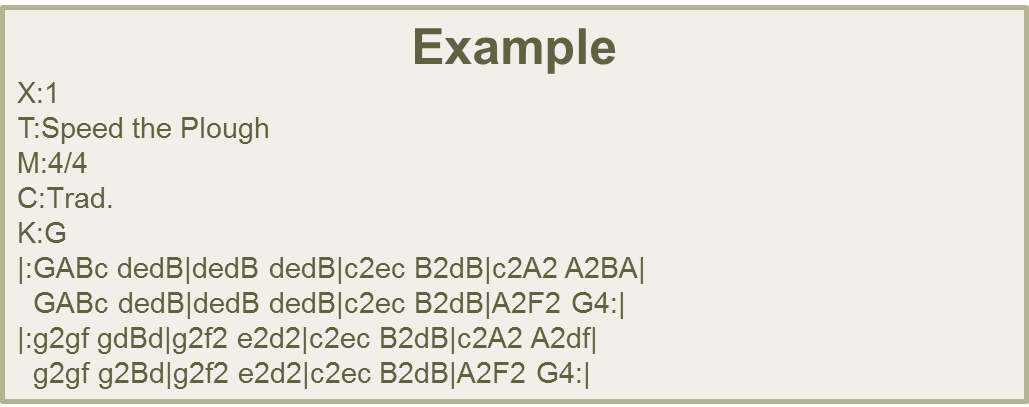 Example
X:1
T:Speed the Plough
M:4/4
C:Trad.
K:G
|:GABc dedB|dedB dedB|c2ec B2dB|c2A2 A2BA|
GABc dedB|dedB dedB|c2ec B2dB|A2F2 G4:|
|:g2gf gdBd|g2f2 e2d2|c2ec B2dB|c2A2 A2df|
g2gf g2Bd|g2f2 e2d2|c2ec B2dB|A2F2 G4:|